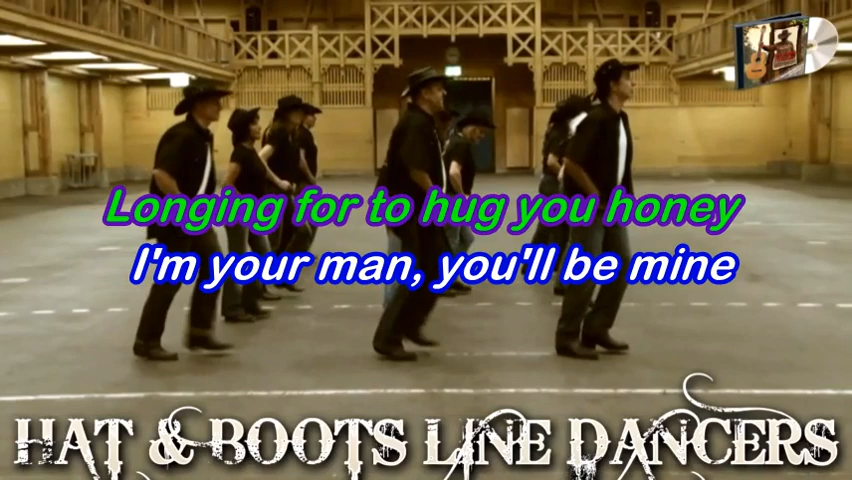 Longing for to hug you honey
I'm your man, you'll be mine
HAT & BOOTS LINE DANCERS